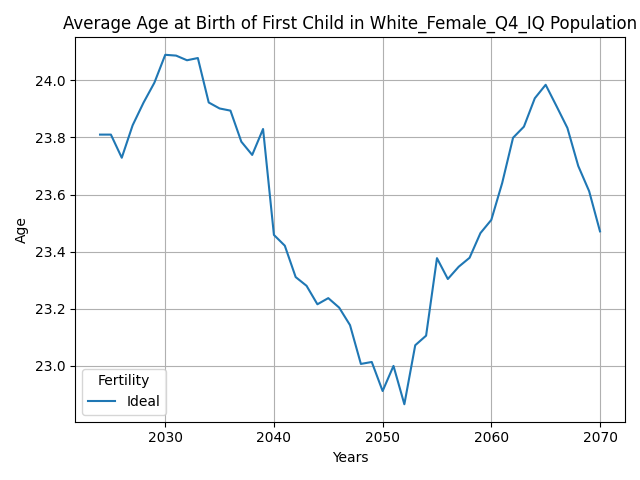 Average Age at Birth of First Child in White_Female_Q4_IQ Population
Age
24.0
23.8
23.6
23.4
23.2
23.0
Fertility
Ideal
2030
2040
2050
2060
2070
Years